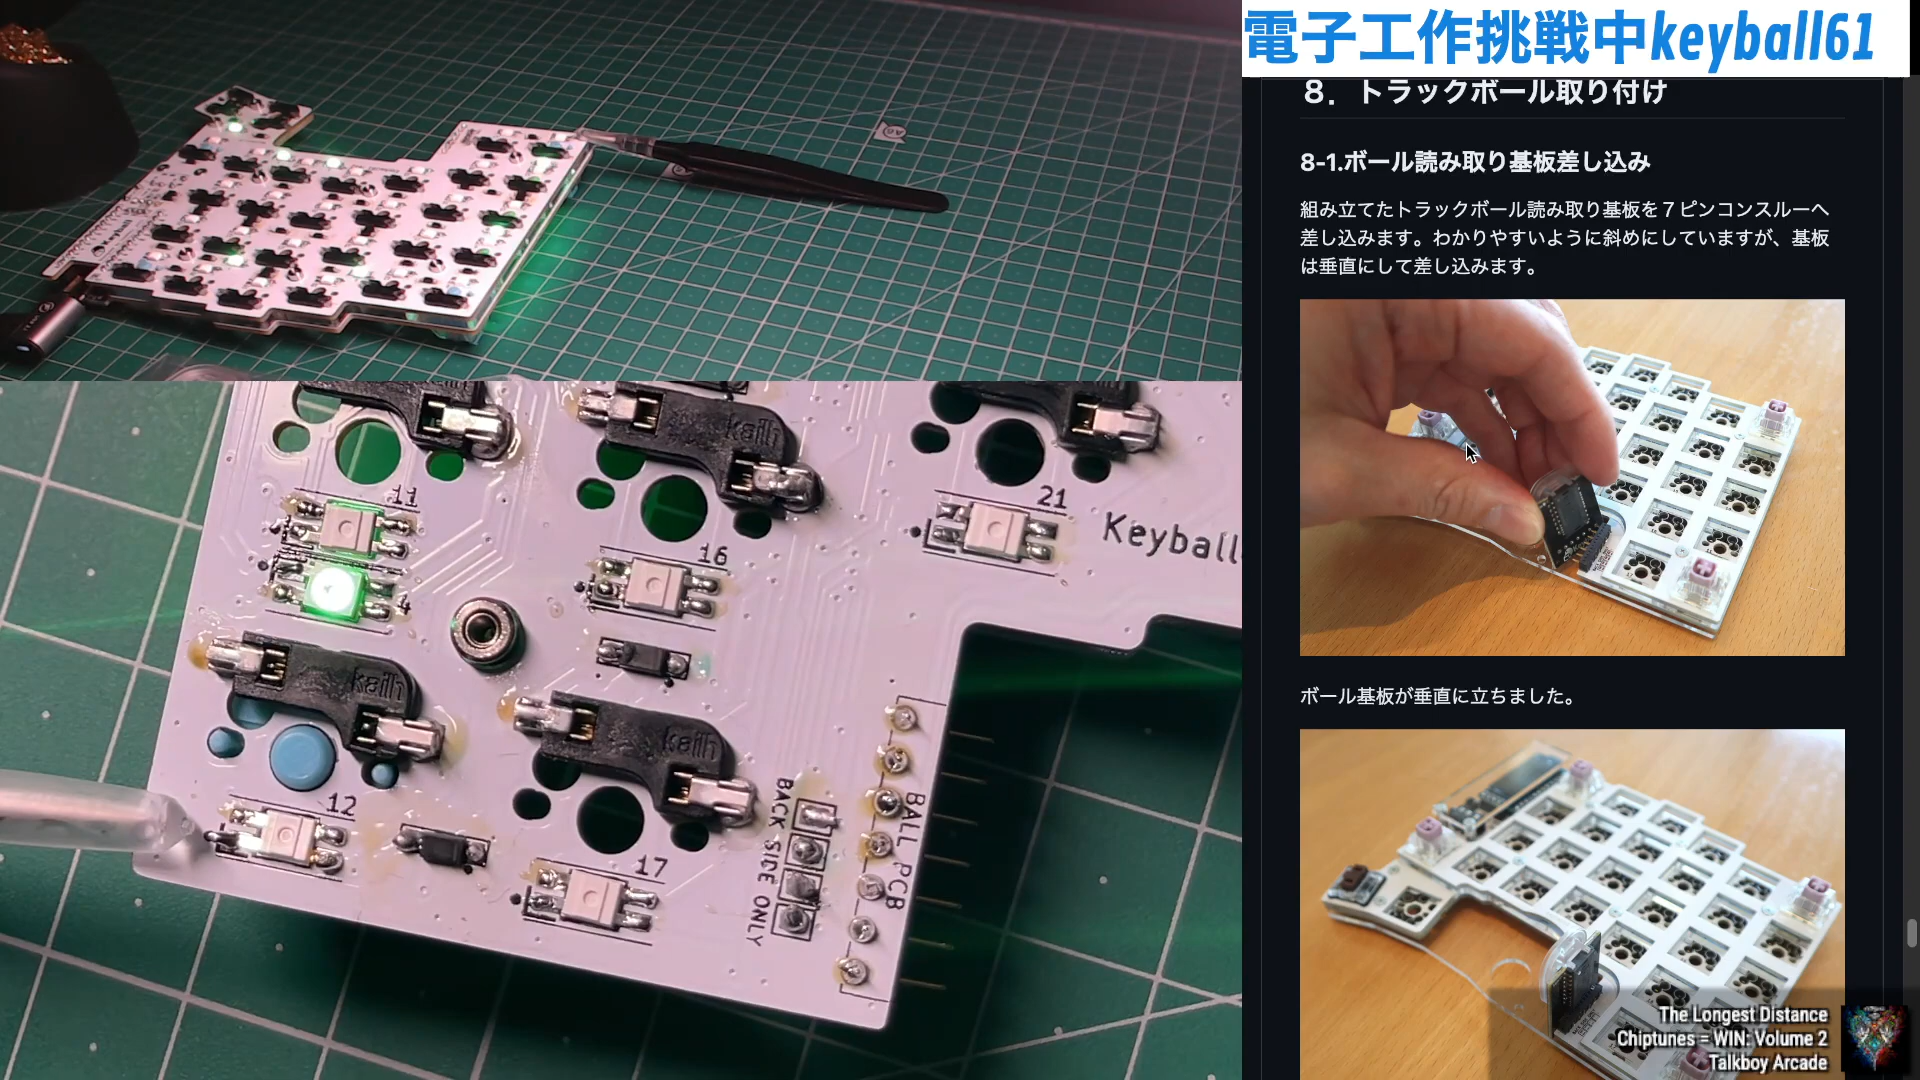 電子工作挑戦中keyball61
8. トラックボール取り付け
8-1.ボール読み取り基板差し込み
組み立てたトラックボール読み取り基板を7ピンコンスルーへ
差し込みます。わかりやすいように斜めにしていますが、基板
は垂直にして差し込みます。
ボール基板が垂直に立ちました。
The Longest Distance
Chiptunes = WIN: Volume 2
Talkboy Arcade
A6
kailh
11
16
21
Keyball
4
kailh
kailh
12
17
BACK SIDE ONLY
BALL PCB